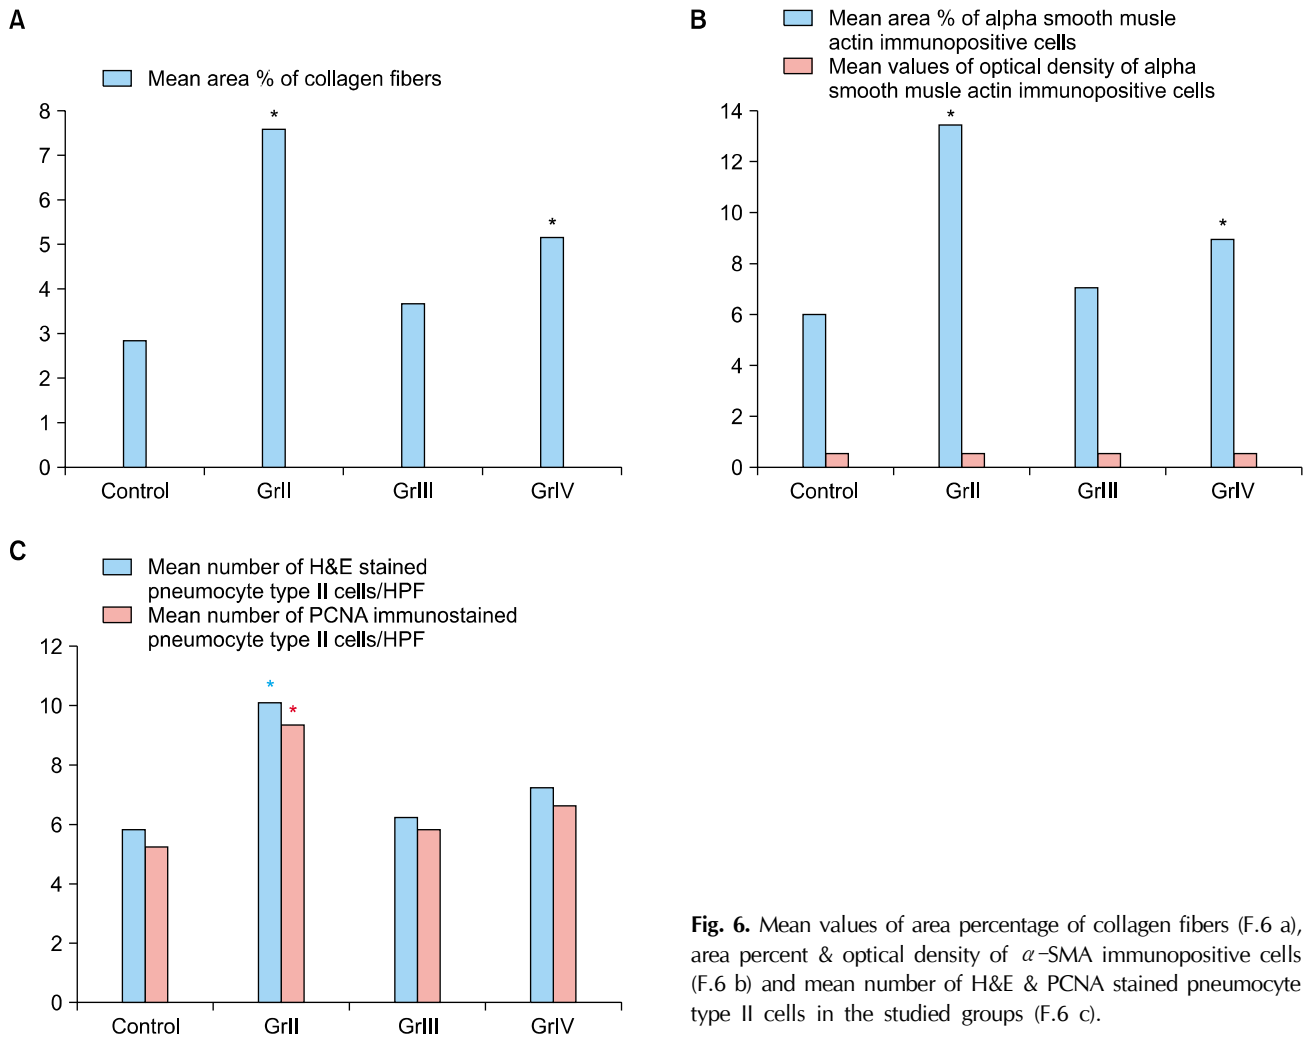 A
Mean area % of collagen fibers
8
7
6
5
4
3
2
1
0
*
*
Control
GrII
GrIII
GrIV
B
Mean area % of alpha smooth musle
actin immunopositive cells
Mean values of optical density of alpha
smooth musle actin immunopositive cells
14
12
10
8
6
4
2
0
*
*
Control
GrII
GrIII
GrIV
C
Mean number of H&E stained
pneumocyte type II cells/HPF
Mean number of PCNA immunostained
pneumocyte type II cells/HPF
12
10
8
6
4
2
0
*
*
Control
GrII
GrIII
GrIV
Fig. 6. Mean values of area percentage of collagen fibers (F.6 a),
area percent & optical density of α-SMA immunopositive cells
(F.6 b) and mean number of H&E & PCNA stained pneumocyte
type II cells in the studied groups (F.6 c).